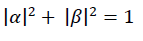 |α|² + |β|² = 1